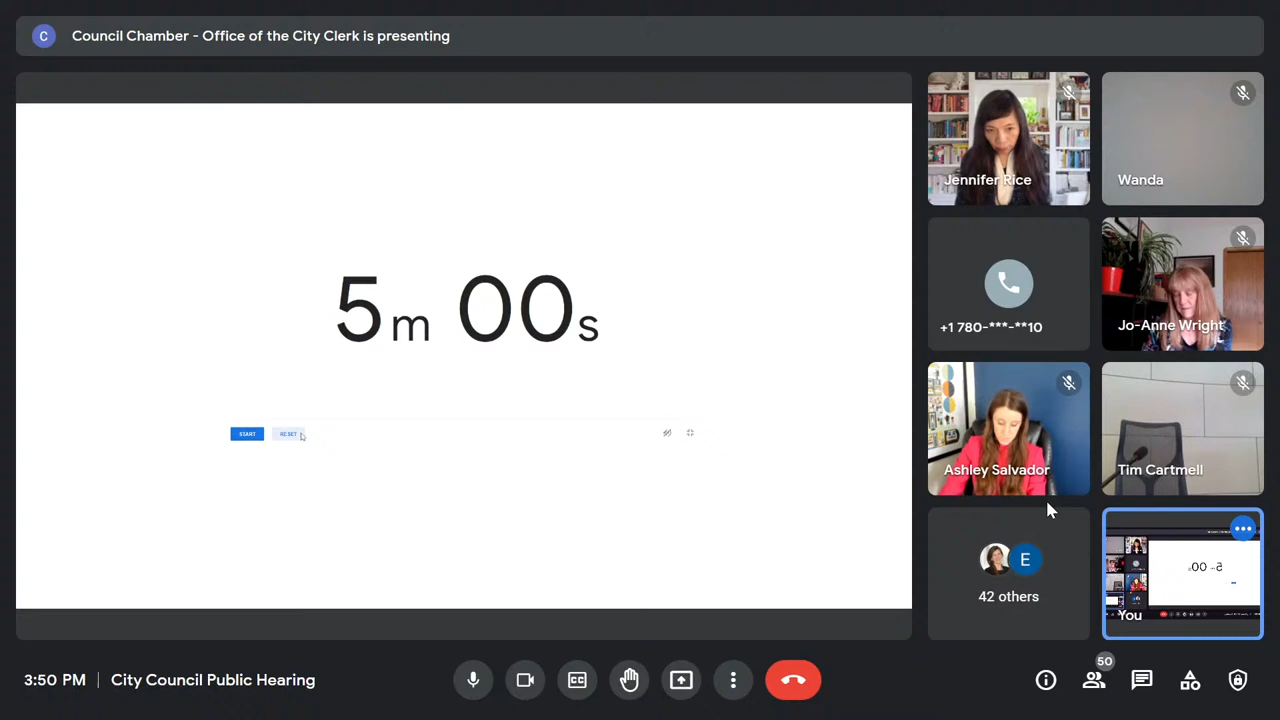 C Council Chamber - Office of the City Clerk is presenting
5m 00s
START RESET
Jennifer Rice
Wanda
+1 780-***-**10
Jo-Anne Wright
Ashley Salvador
Tim Cartmell
E
42 others
You
3:50 PM | City Council Public Hearing
CC
50